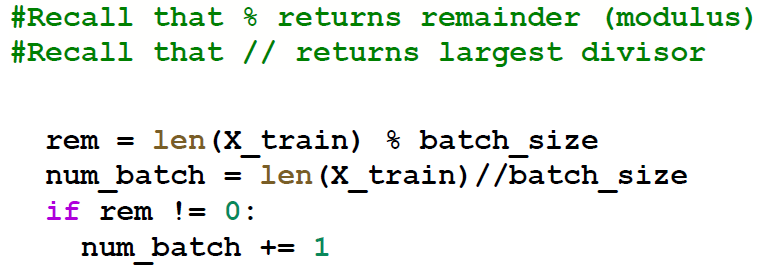 #Recall that % returns remainder (modulus)
#Recall that // returns largest divisor
rem = len(X_train) % batch_size
num_batch = len(X_train)//batch_size
if rem != 0:
num_batch += 1